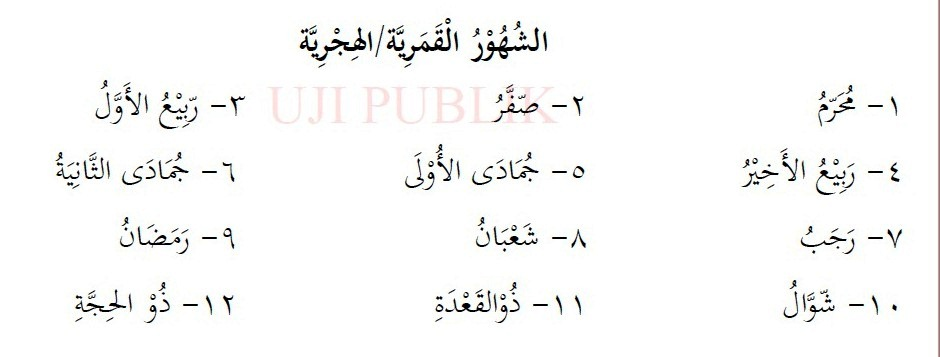 الشُهُوْرُ الْقَمَرِيَّة/الهِجْرِيَّة
١- مُحَرّمُ ٢- صّفَّرُ ٣- رّبِيْعُ الأَوَّلُ
UJI PUBLIK
٤- رَبِيْعُ الأَخِيْرُ ٥- جُمَادَى الأُوْلَى ٦- جُمَادَى الثَّانِيَةُ
٧- رَجَبُ ٨- شَعْبَانُ ٩- رَمَضَانُ
١٠- شّوَّالُ ١١- ذُوْالقَعْدَةِ ١٢- ذُوْ الحِجَّةِ